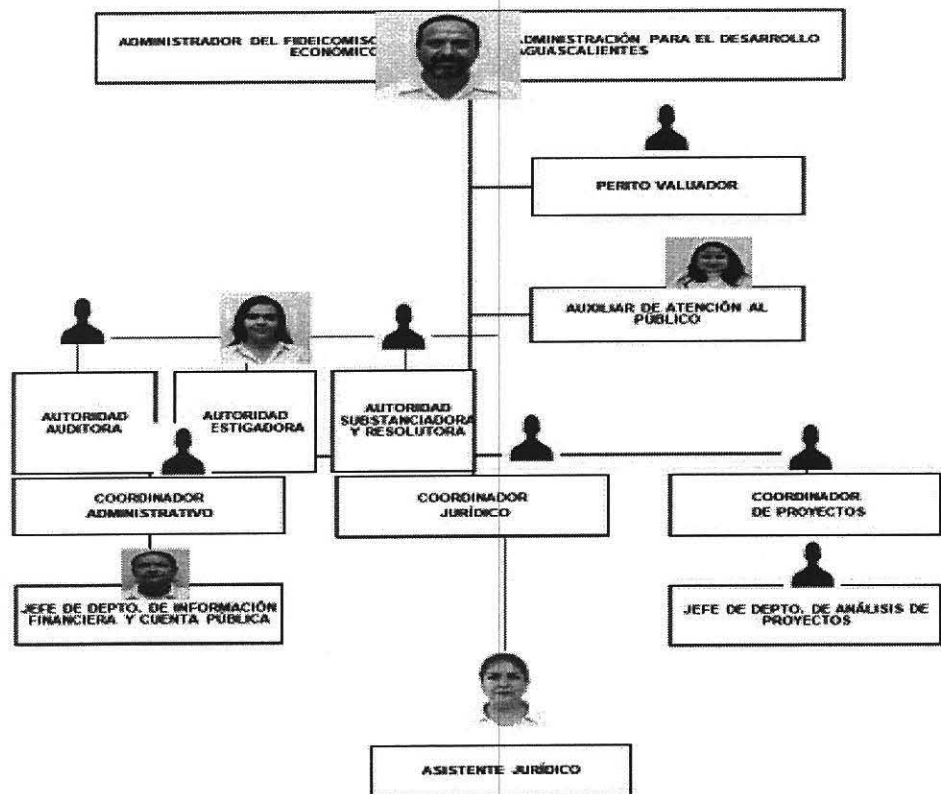 ADMINISTRADOR DEL FIDEICOMISO ADMINISTRACIÓN PARA EL DESARROLLO
ECONÓMICO AGUASCALIENTES
PERITO VALUADOR
AUXILIAR DE ATENCIÓN AL
PÚBLICO
AUTORIDAD
AUDITORA
AUTORIDAD
ESTIGADORA
AUTORIDAD
SUBSTANCIADORA
Y RESOLUTORA
COORDINADOR
ADMINISTRATIVO
COORDINADOR
JURÍDICO
COORDINADOR
DE PROYECTOS
JEFE DE DEPTO. DE INFORMACIÓN
FINANCIERA Y CUENTA PÚBLICA
JEFE DE DEPTO. DE ANÁLISIS DE
PROYECTOS
ASISTENTE JURÍDICO